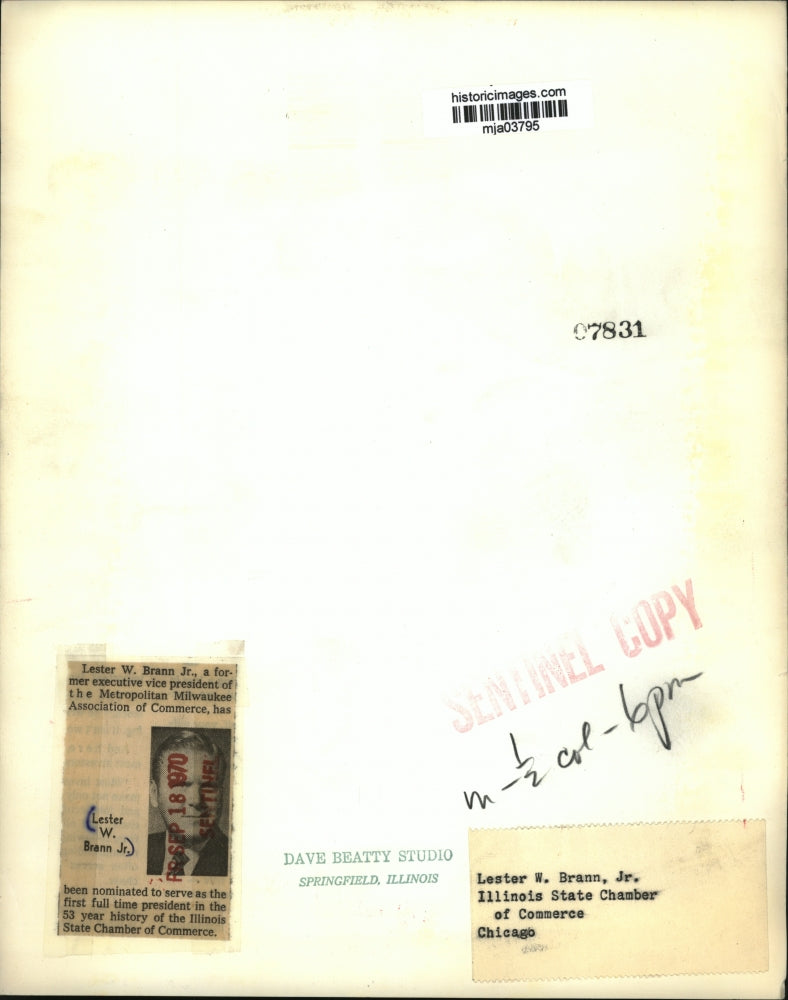 historicimages.com
mja03795
07831
SENTINEL COPY
m - 1/2 col - 6pm
Lester W. Brann Jr., a for-
mer executive vice president of
the Metropolitan Milwaukee
Association of Commerce, has
SEP 18 1970
SENTINEL
(Lester
W.
Brann Jr.)
been nominated to serve as the
first full time president in the
53 year history of the Illinois
State Chamber of Commerce.
DAVE BEATTY STUDIO
SPRINGFIELD, ILLINOIS
Lester W. Brann, Jr.
Illinois State Chamber
of Commerce
Chicago